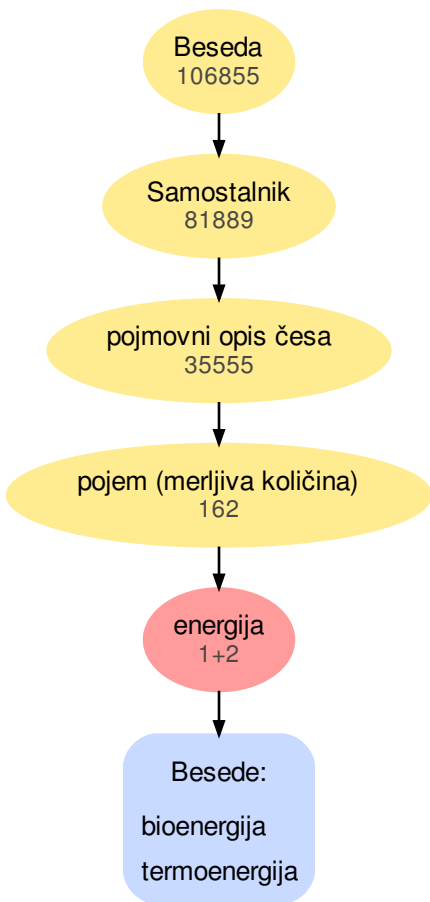 Beseda
106855
Samostalnik
81889
pojmovni opis česa
35555
pojem (merljiva količina)
162
energija
1+2
Besede:
bioenergija
termoenergija